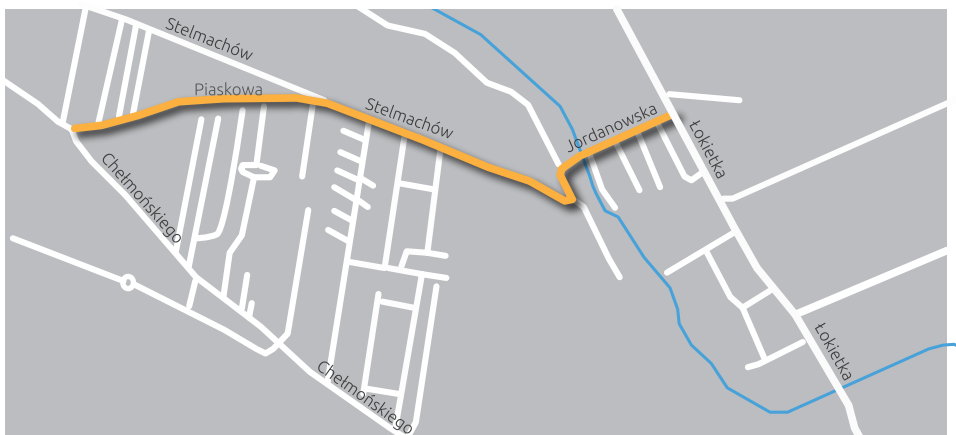 Stelmachów
Piaskowa
Stelmachów
Jordanowska
Łokietka
Chełmońskiego
Łokietka
Chełmońskiego